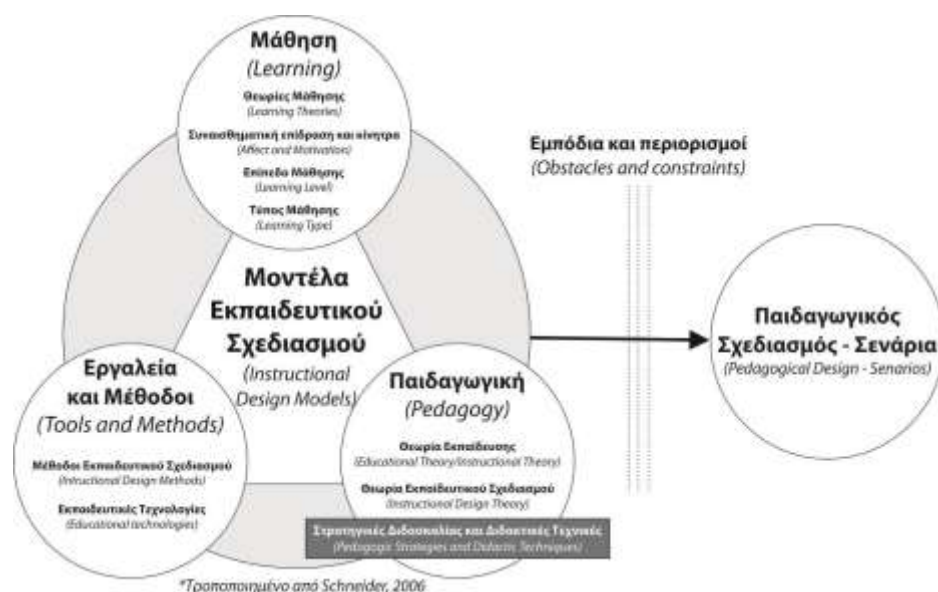 Μάθηση
(Learning)
Θεωρίες Μάθησης
(Learning Theories)
Συναισθηματική επίδραση και κίνητρα
(Affect and Motivation)
Επίπεδο Μάθησης
(Learning Level)
Τύπος Μάθησης
(Learning Type)
Εμπόδια και περιορισμοί
(Obstacles and constraints)
Μοντέλα
Εκπαιδευτικού
Σχεδιασμού
(Instructional
Design Models)
Παιδαγωγικός
Σχεδιασμός - Σενάρια
(Pedagogical Design - Senarios)
Εργαλεία
και Μέθοδοι
(Tools and Methods)
Μέθοδοι Εκπαιδευτικού Σχεδιασμού
(Intructional Design Methods)
Εκπαιδευτικές Τεχνολογίες
(Educational technologies)
Παιδαγωγική
(Pedagogy)
Θεωρία Εκπαίδευσης
(Educational Theory/Instructional Theory)
Θεωρία Εκπαίδευτικού Σχεδιασμού
(Instructional Design Theory)
Στρατηγικές Διδασκαλίας και Διδακτικές Τεχνικές
(Pedagogic Strategies and Didactic Techniques)
*Τροποποιημένο από Schneider, 2006